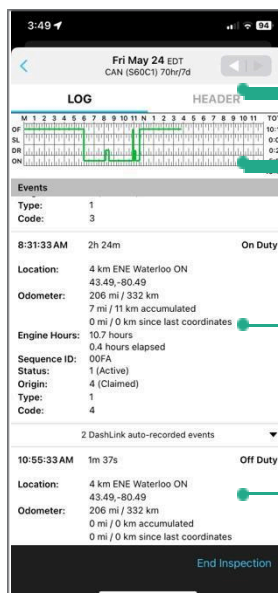 3:49
94
Fri May 24 EDT
CAN (S60C1) 70hr/7d
LOG
HEADER
M 1 2 3 4 5 6 7 8 9 10 11 N 1 2 3 4 5 6 7 8 9 10 11 TO
OF
SL
DR
ON
Events
Type: 1
Code: 3
8:31:33 AM 2h 24m On Duty
Location: 4 km ENE Waterloo ON
43.49,-80.49
Odometer: 206 mi / 332 km
7 mi / 11 km accumulated
0 mi / 0 km since last coordinates
Engine Hours: 10.7 hours
0.4 hours elapsed
Sequence ID: 00FA
Status: 1 (Active)
Origin: 4 (Claimed)
Type: 1
Code: 4
2 DashLink auto-recorded events
10:55:33 AM 1m 37s Off Duty
Location: 4 km ENE Waterloo ON
43.49,-80.49
Odometer: 206 mi / 332 km
0 mi / 0 km accumulated
0 mi / 0 km since last coordinates
End Inspection